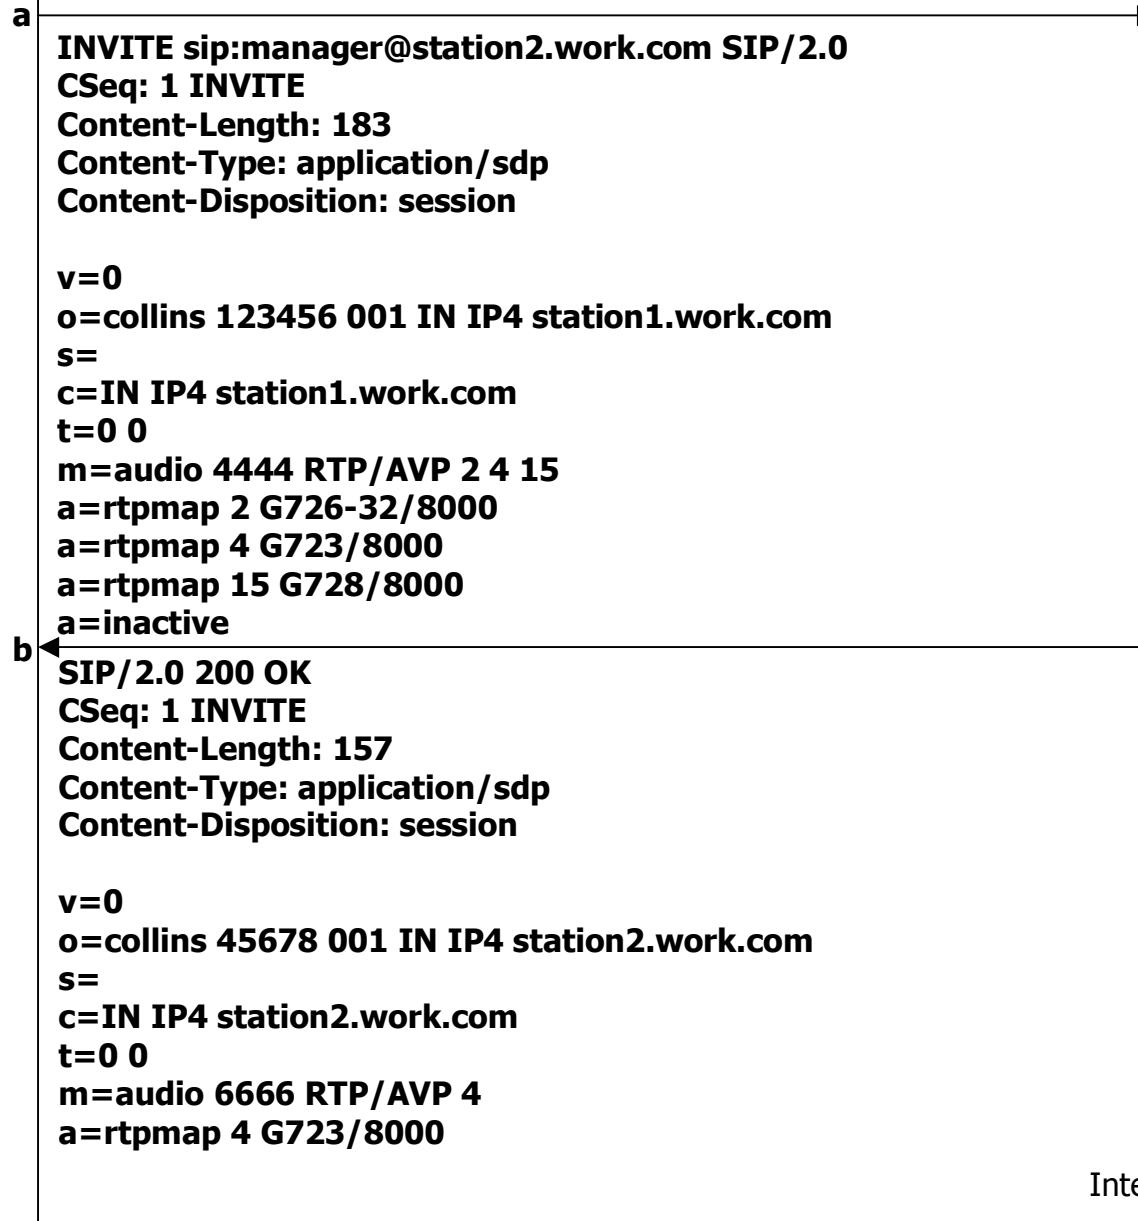 a
INVITE sip:manager@station2.work.com SIP/2.0
CSeq: 1 INVITE
Content-Length: 183
Content-Type: application/sdp
Content-Disposition: session
v=0
o=collins 123456 001 IN IP4 station1.work.com
s=
c=IN IP4 station1.work.com
t=0 0
m=audio 4444 RTP/AVP 2 4 15
a=rtpmap 2 G726-32/8000
a=rtpmap 4 G723/8000
a=rtpmap 15 G728/8000
a=inactive
b
SIP/2.0 200 OK
CSeq: 1 INVITE
Content-Length: 157
Content-Type: application/sdp
Content-Disposition: session
v=0
o=collins 45678 001 IN IP4 station2.work.com
s=
c=IN IP4 station2.work.com
t=0 0
m=audio 6666 RTP/AVP 4
a=rtpmap 4 G723/8000